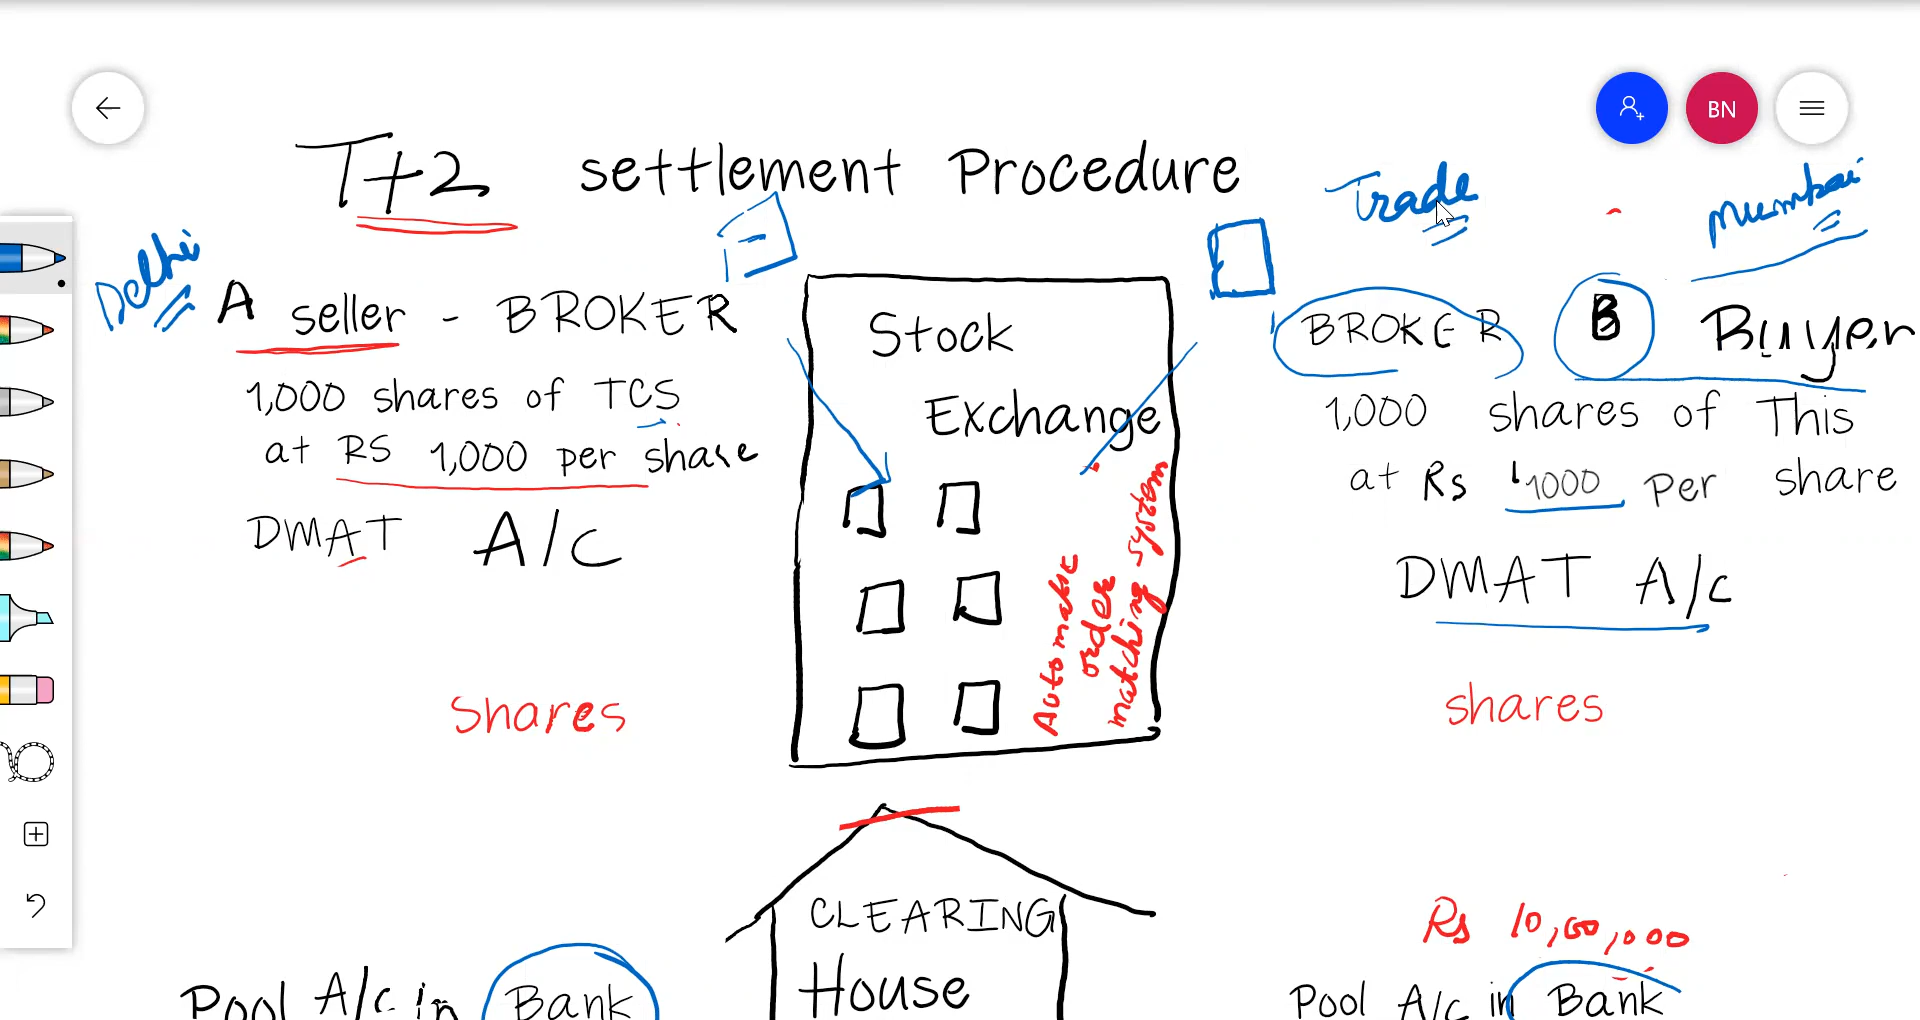 BN
T+2 settlement Procedure
Trade
Mumbai
Delhi
A seller - BROKER
1,000 shares of TCS
at RS 1,000 per share
DMAT A/c
Shares
Stock
Exchange
Automatic
order
matching system
BROKER B Buyer
1,000 shares of This
at Rs 1000 per share
DMAT A/c
shares
CLEARING
House
Rs 10,00,000
Pool A/c in Bank
Pool A/c in Bank